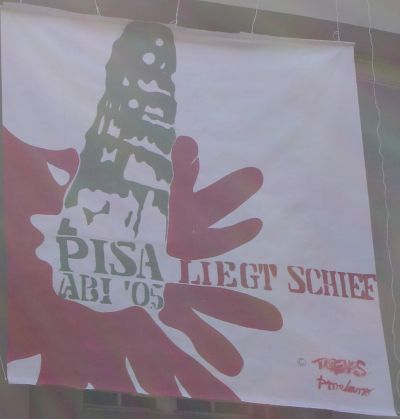 PISA LIEGT SCHIEF
ABI '05
©